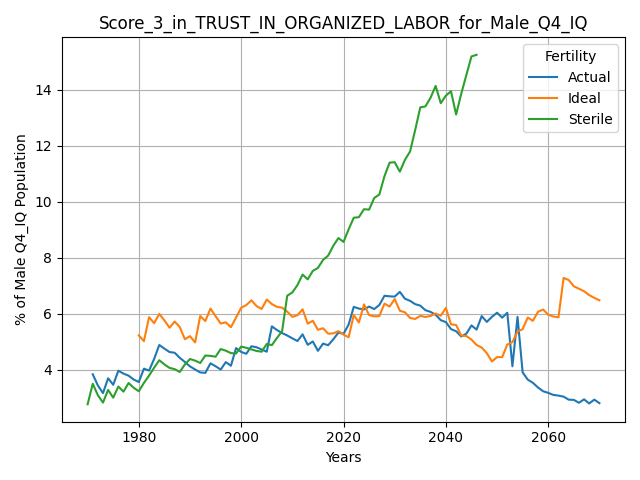 Score_3_in_TRUST_IN_ORGANIZED_LABOR_for_Male_Q4_IQ
Fertility
Actual
Ideal
Sterile
% of Male Q4_IQ Population
14
12
10
8
6
4
1980
2000
2020
2040
2060
Years